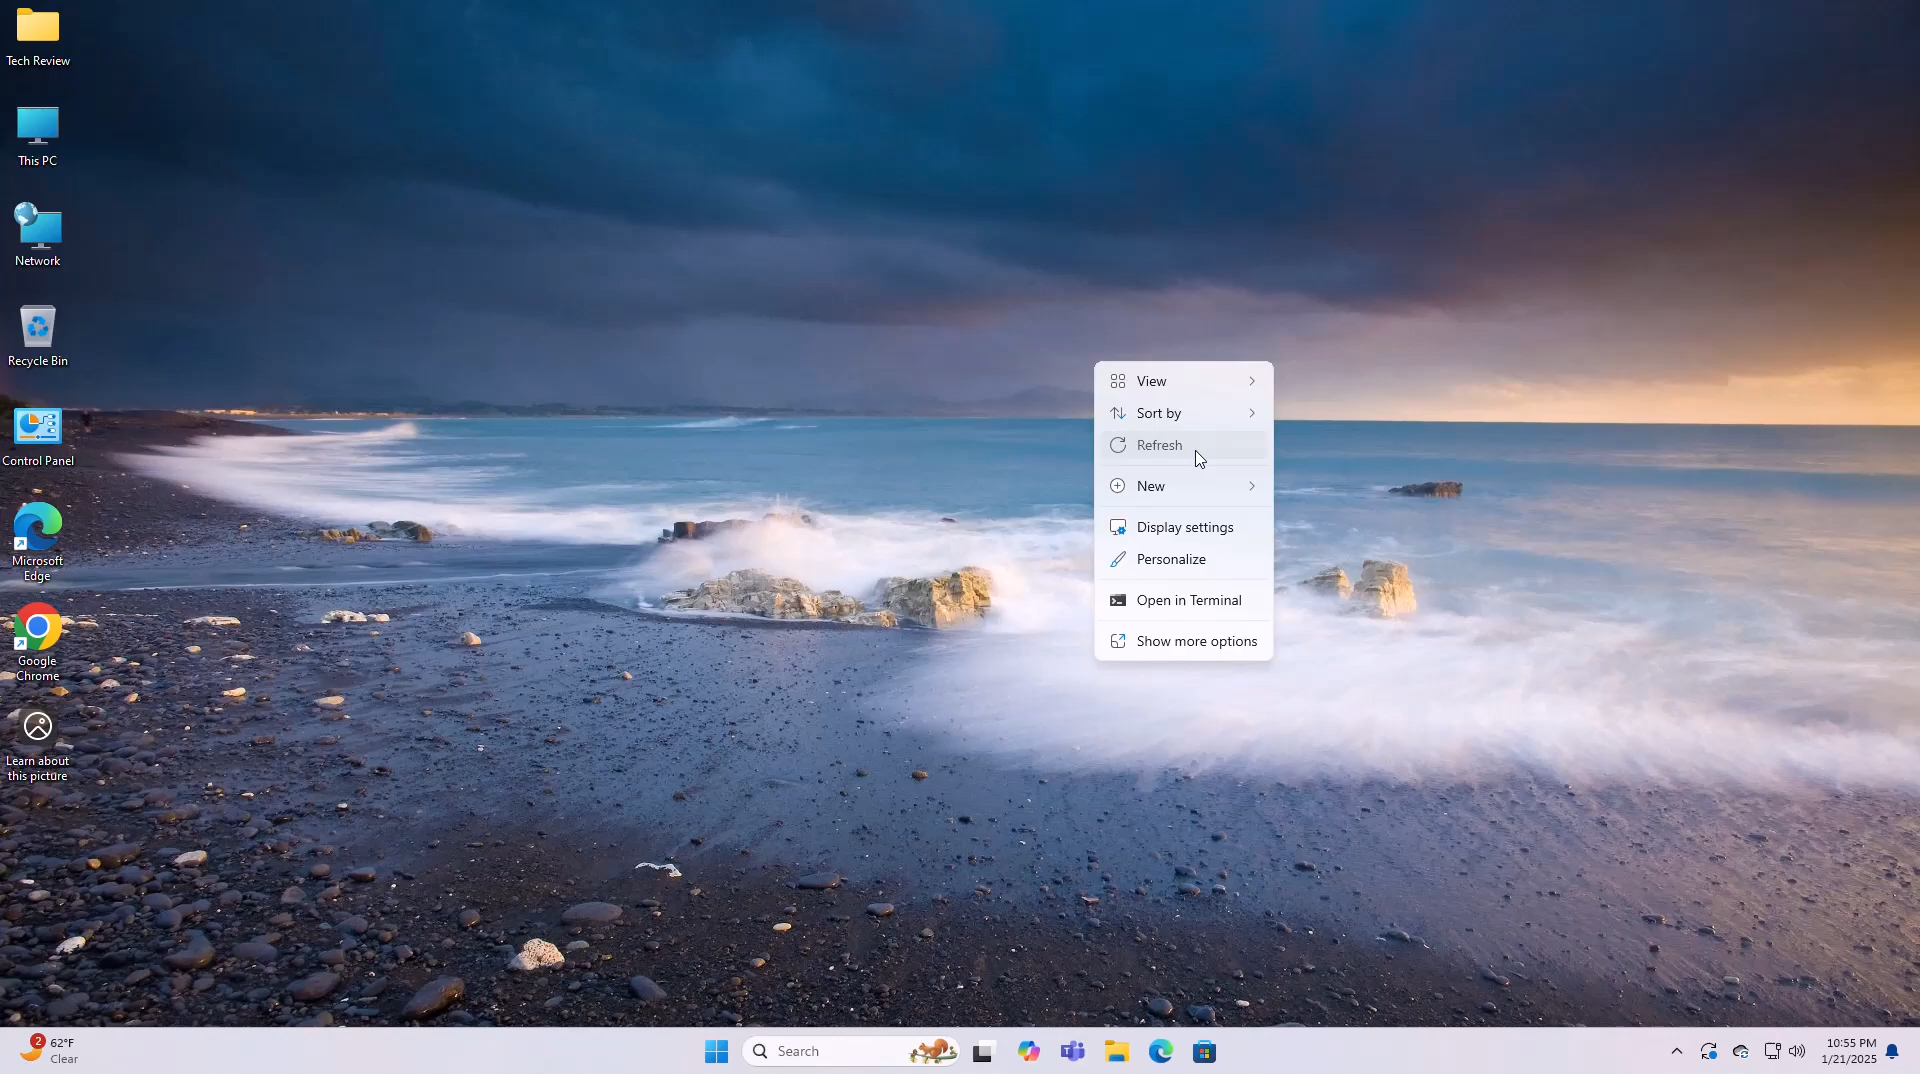 Tech Review
This PC
Network
Recycle Bin
Control Panel
Microsoft
Edge
Google
Chrome
Learn about
this picture
View
Sort by
Refresh
New
Display settings
Personalize
Open in Terminal
Show more options
2
62°F
Clear
Search
10:55 PM
1/21/2025